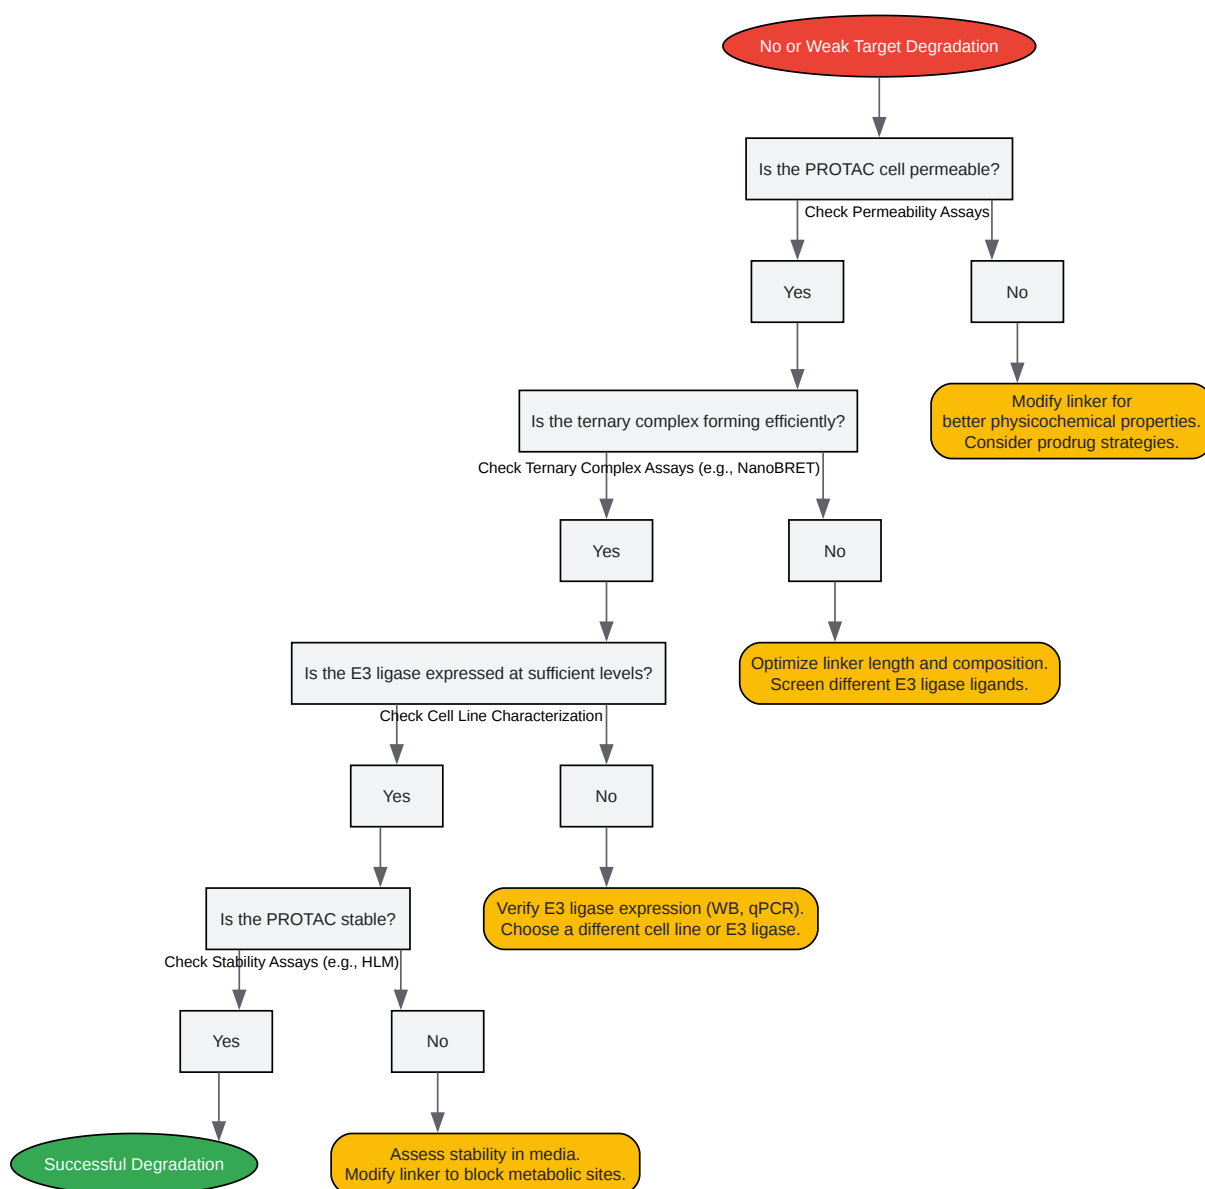 No or Weak Target Degradation
Is the PROTAC cell permeable?
Check Permeability Assays
Yes
No
Modify linker for
better physicochemical properties.
Consider prodrug strategies.
Is the ternary complex forming efficiently?
Check Ternary Complex Assays (e.g., NanoBRET)
Yes
No
Optimize linker length and composition.
Screen different E3 ligase ligands.
Is the E3 ligase expressed at sufficient levels?
Check Cell Line Characterization
Yes
No
Verify E3 ligase expression (WB, qPCR).
Choose a different cell line or E3 ligase.
Is the PROTAC stable?
Check Stability Assays (e.g., HLM)
Yes
No
Successful Degradation
Assess stability in media.
Modify linker to block metabolic sites.